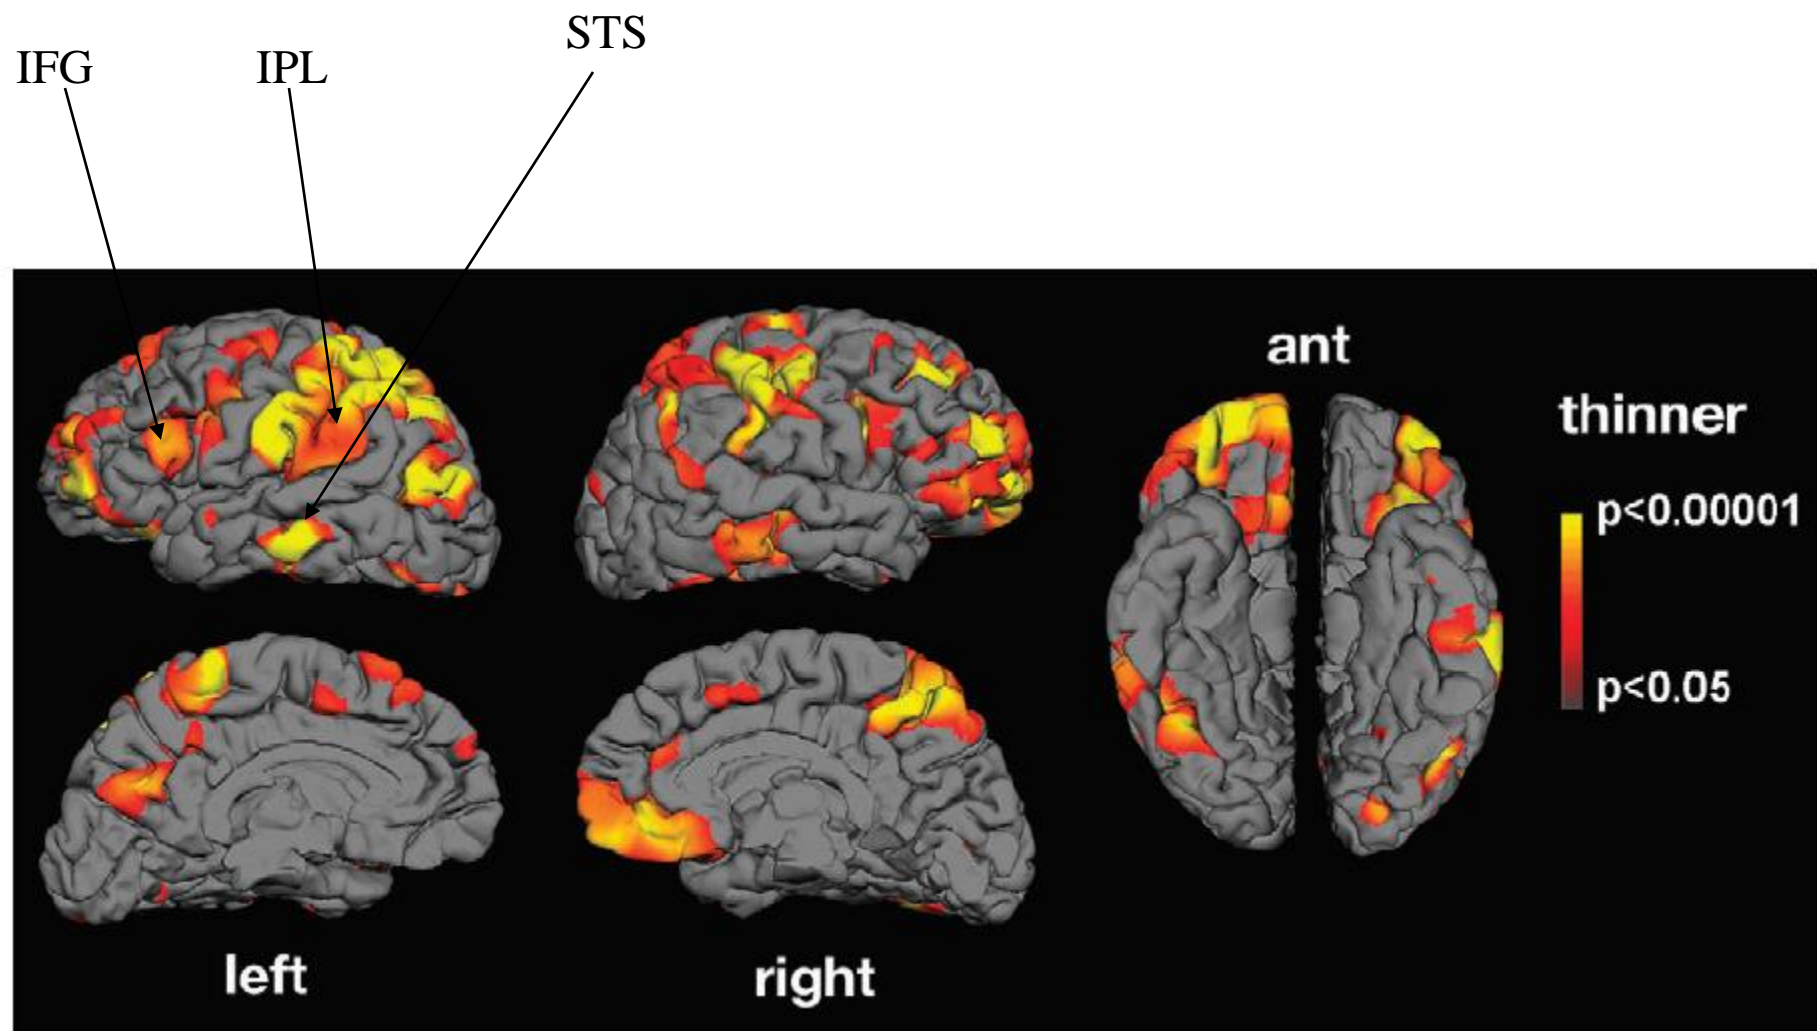 STS
IFG
IPL
ant
thinner
p<0.00001
p<0.05
left
right